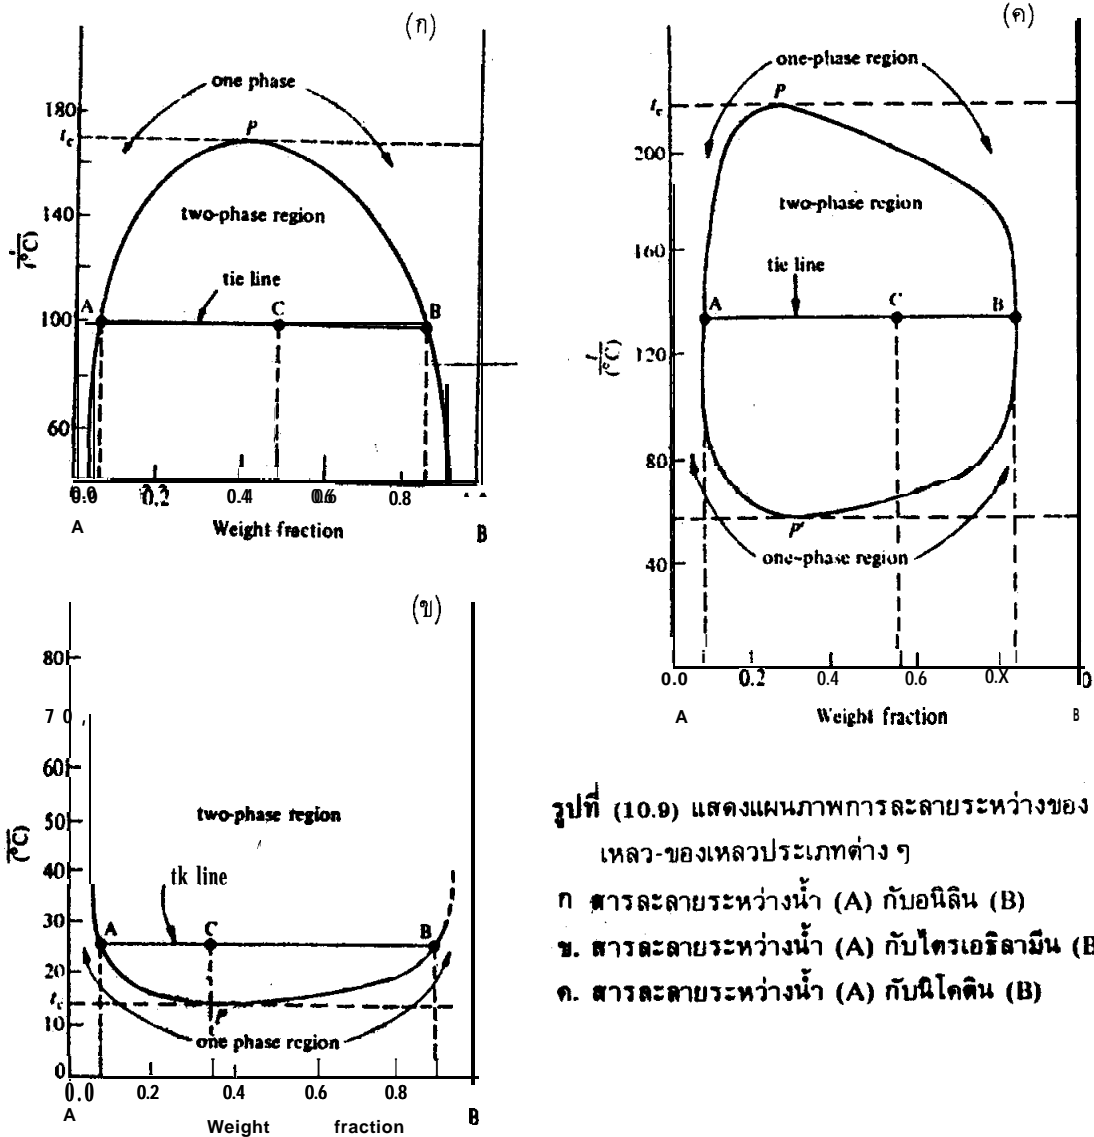 (ก)
one phase
180
tc
P
140
two-phase region
t
(°C)
tie line
A
C
B
100
60
0.0
0.2
0.4
0.6
0.8
A
Weight fraction
B
(ค)
one-phase region
P
tc
200
two-phase region
160
tie line
A
C
B
t
(°C)
120
80
P'
one-phase region
40
0.0
0.2
0.4
0.6
0.X
0
A
Weight fraction
B
(ข)
80
70
60
two-phase region
50
(°C)
40
tk line
30
A
C
B
20
tc
P
10
one phase region
0
0.0
0.2
0.4
0.6
0.8
A
Weight fraction
B
รูปที่ (10.9) แสดงแผนภาพการละลายระหว่างของ
เหลว-ของเหลวประเภทต่าง ๆ
ก สารละลายระหว่างน้ำ (A) กับอนิลีน (B)
ข. สารละลายระหว่างน้ำ (A) กับไตรเอธิลามีน (B
ค. สารละลายระหว่างน้ำ (A) กับนิโคติน (B)